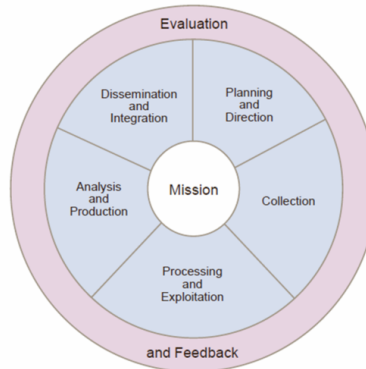 Evaluation
Planning
and
Direction
Collection
Processing
and
Exploitation
Analysis
and
Production
Dissemination
and
Integration
Mission
and Feedback